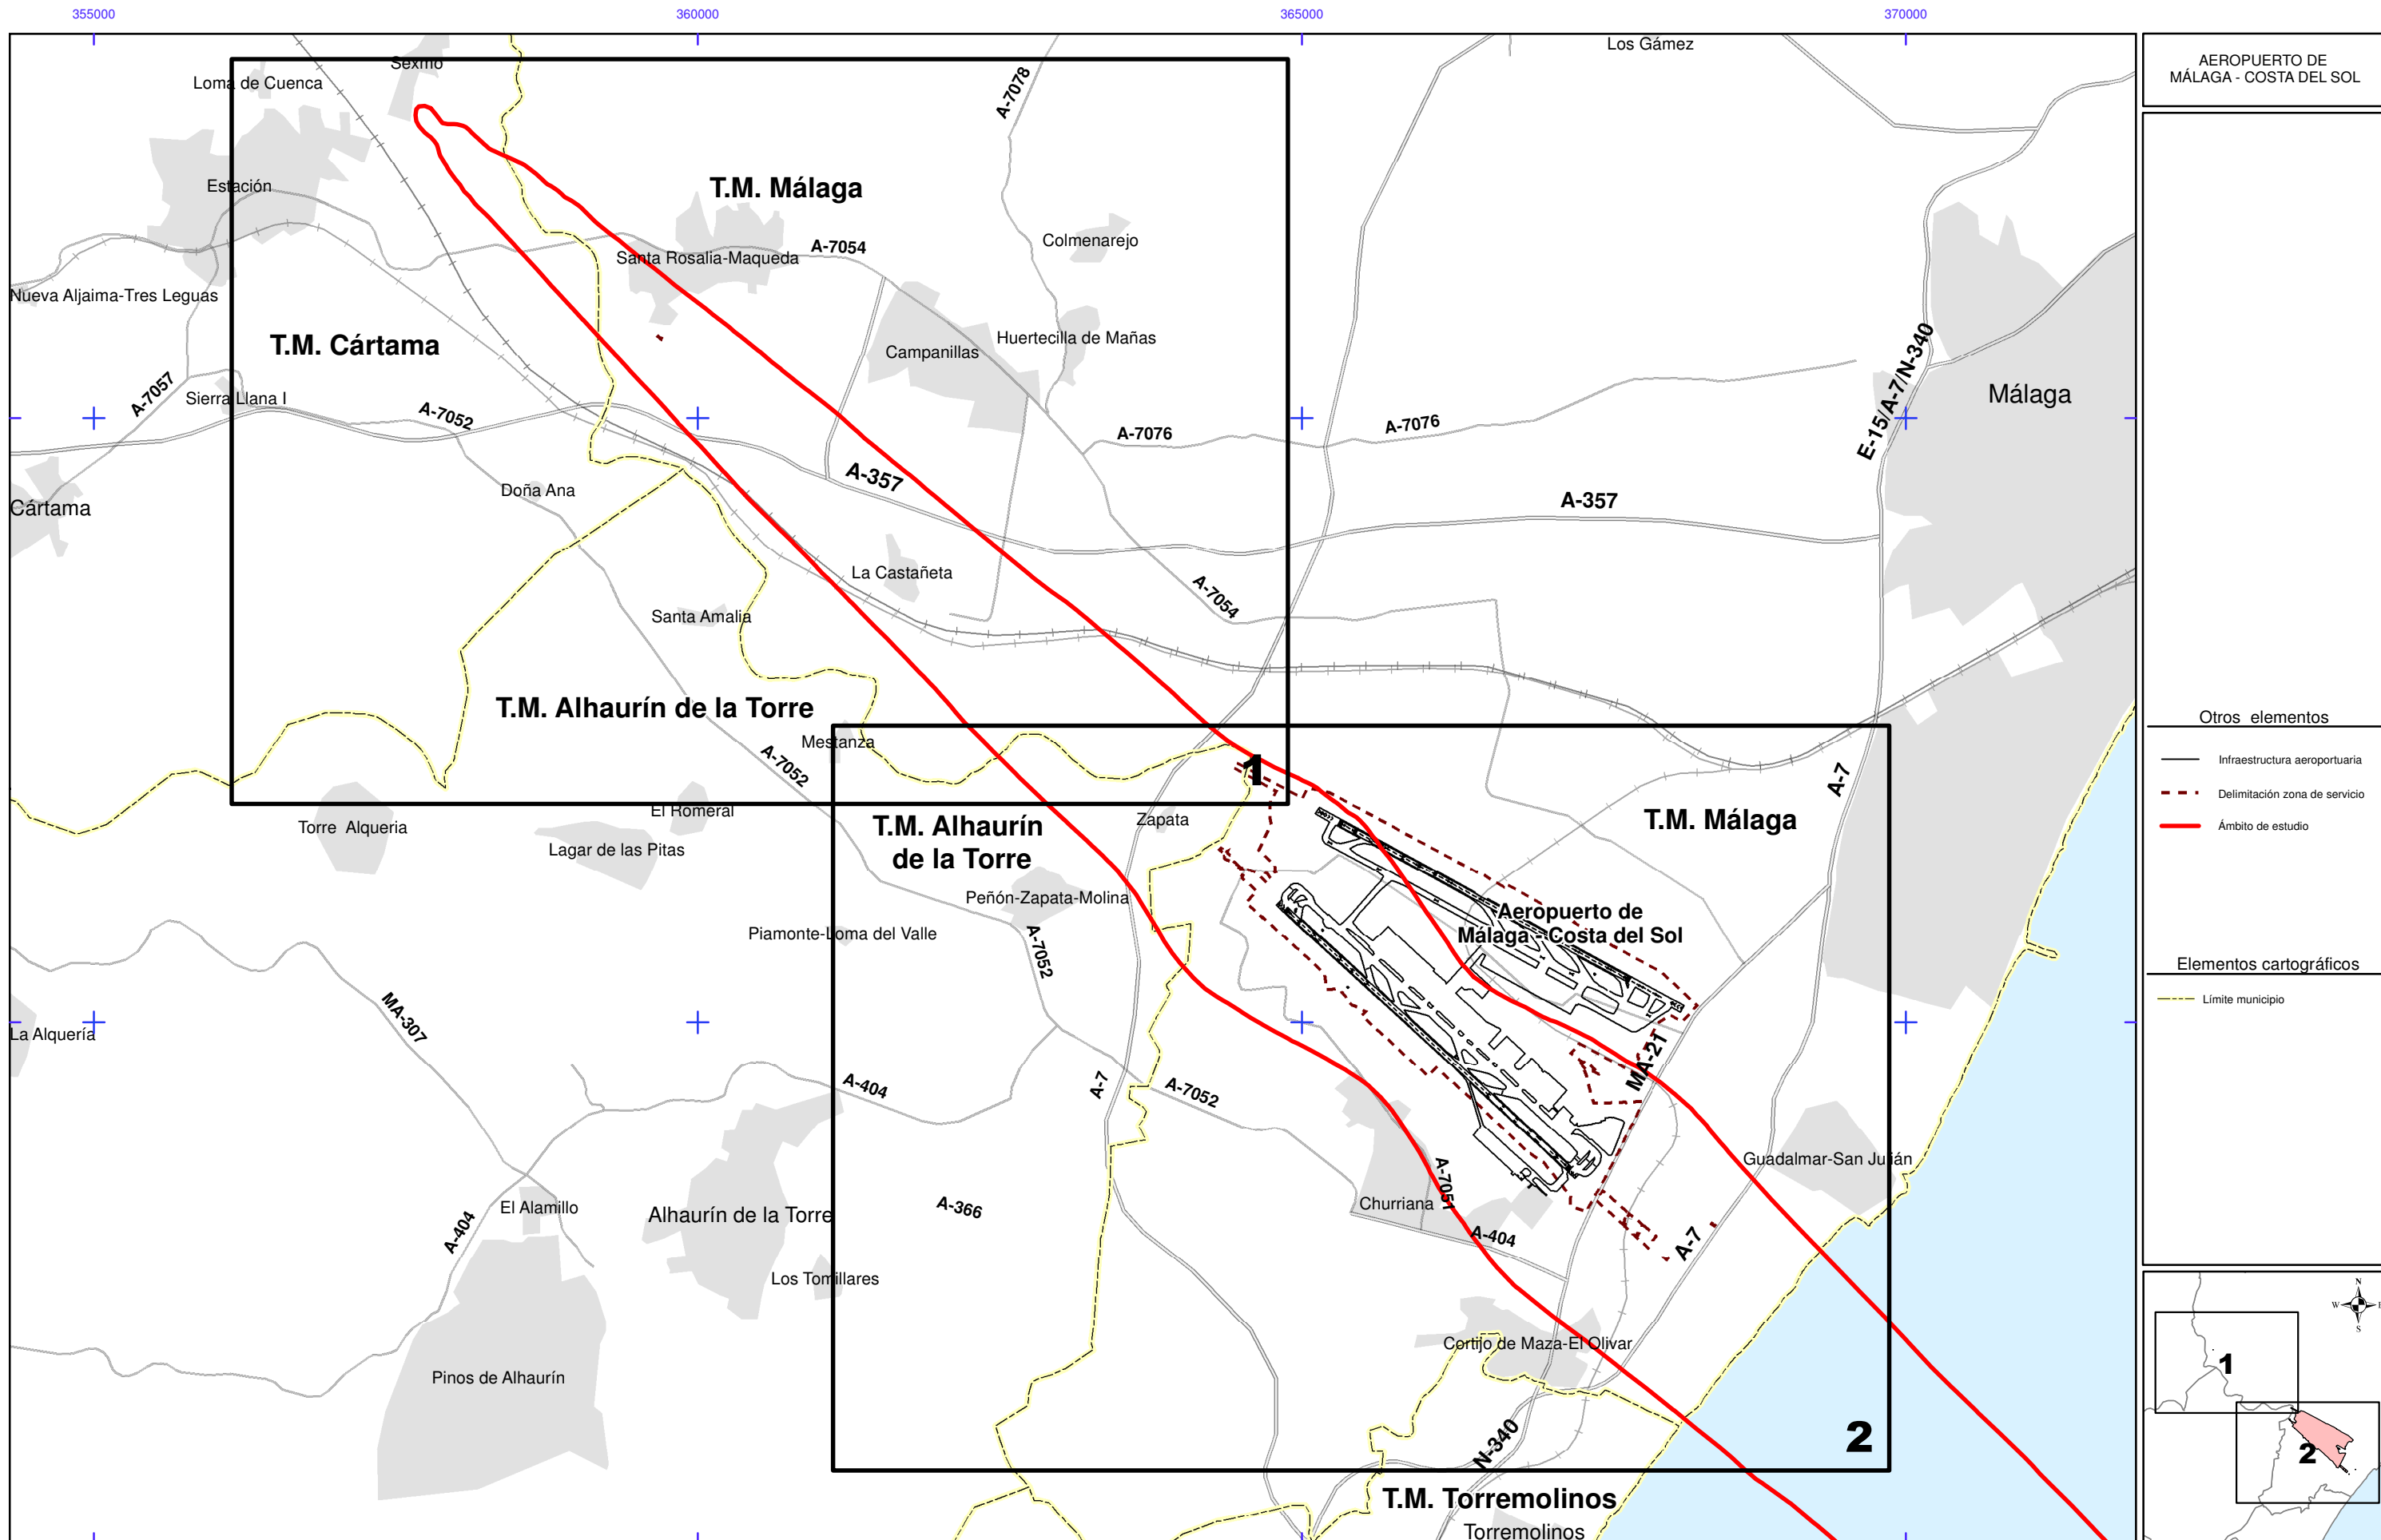 355000
360000
365000
370000
Los Gámez
Sexmo
Loma de Cuenca
A-7078
AEROPUERTO DE
MÁLAGA - COSTA DEL SOL
Estación
T.M. Málaga
Colmenarejo
A-7054
Santa Rosalia-Maqueda
Nueva Aljaima-Tres Leguas
T.M. Cártama
Huertecilla de Mañas
Campanillas
E-15/A-7/N-340
Málaga
Sierra Llana I
A-7057
A-7052
A-7076
A-7076
A-357
Doña Ana
A-357
Cártama
La Castañeta
A-7054
Santa Amalia
T.M. Alhaurín de la Torre
Mestanza
A-7052
1
A-7
El Romeral
Torre Alqueria
Lagar de las Pitas
T.M. Alhaurín
de la Torre
Zapata
T.M. Málaga
Peñón-Zapata-Molina
Piamonte-Loma del Valle
A-7052
Aeropuerto de
Málaga - Costa del Sol
La Alquería
MA-307
A-404
A-7
A-7052
MA-21
Guadalmar-San Julián
A-7051
Churriana
A-404
A-7
El Alamillo
A-404
Alhaurín de la Torre
A-366
Los Tomillares
Cortijo de Maza-El Olivar
Pinos de Alhaurín
N-340
2
T.M. Torremolinos
Torremolinos
Otros elementos
Infraestructura aeroportuaria
Delimitación zona de servicio
Ámbito de estudio
Elementos cartográficos
Límite municipio
N
W
E
S
1
2